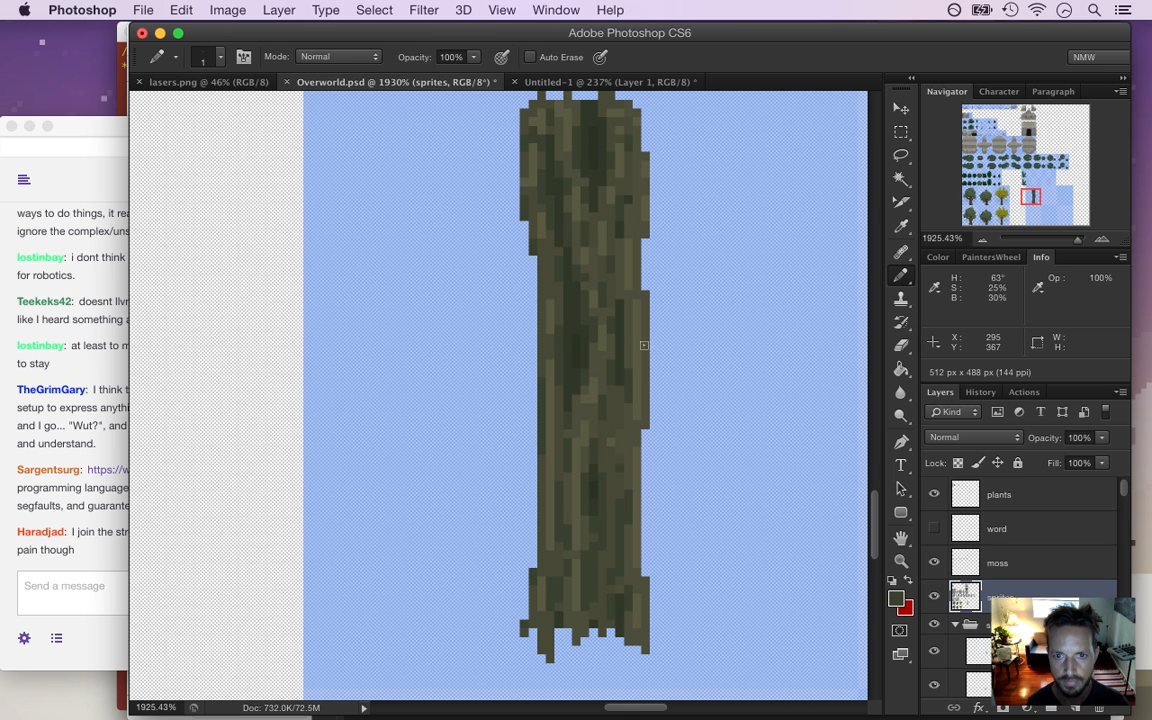 Photoshop File Edit Image Layer Type Select Filter 3D View Window Help
Adobe Photoshop CS6
1 Mode: Normal Opacity: 100% Auto Erase NMW
lasers.png @ 46% (RGB/8) Overworld.psd @ 1930% (sprites, RGB/8*) * Untitled-1 @ 237% (Layer 1, RGB/8) *
Navigator Character Paragraph
1925.43%
Color PaintersWheel Info
H: 63° Op: 100%
S: 25%
B: 30%
X: 295 W:
Y: 367 H:
512 px x 488 px (144 ppi)
Layers History Actions
Kind
Normal Opacity: 100%
Lock: Fill: 100%
plants
word
moss
ways to do things, it rea
ignore the complex/uns
lostinbay: i dont think
for robotics.
Teekeks42: doesnt llvr
like I heard something a
lostinbay: at least to m
to stay
TheGrimGary: I think t
setup to express anythi
and I go... "Wut?", and
and understand.
Sargentsurg: https://w
programming language
segfaults, and guarante
Haradjad: I join the str
pain though
Send a message
1925.43% Doc: 732.0K/72.5M